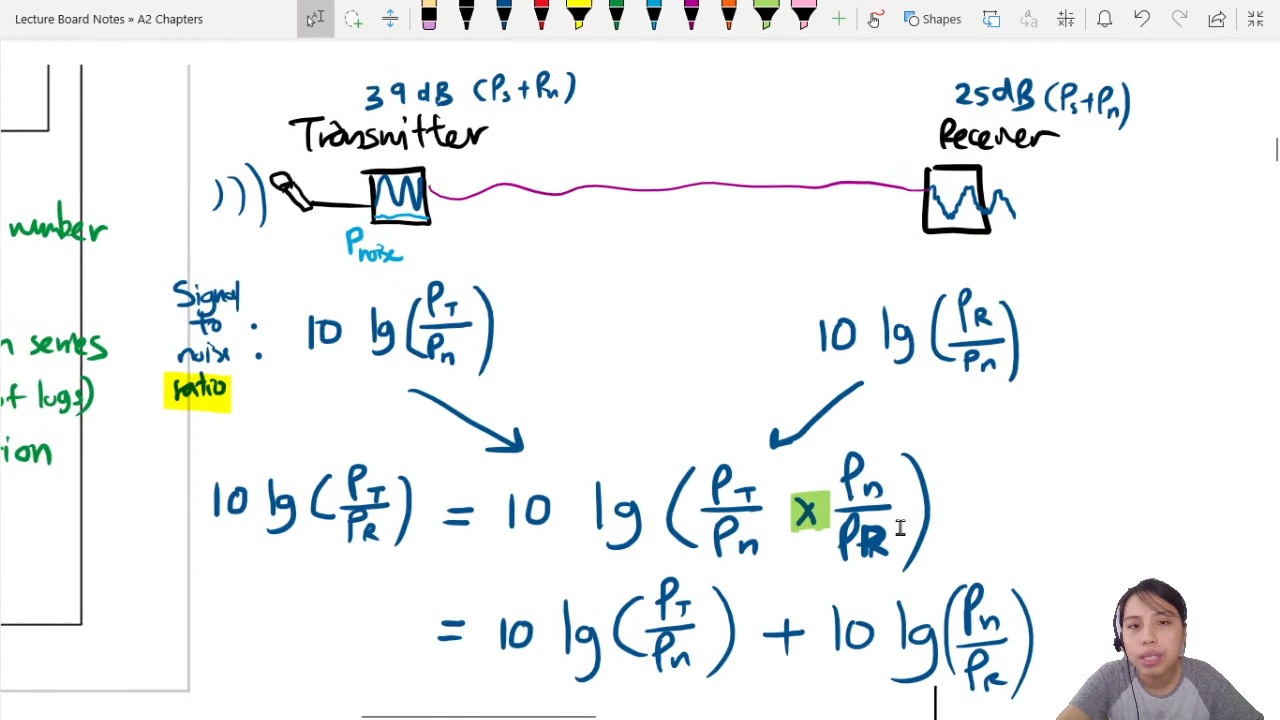 Lecture Board Notes » A2 Chapters
Shapes
39 dB (Ps + Pn)
25dB (Ps+Pn)
Transmitter
Receiver
Pnoise
number
n series
of logs)
tion
Signal
to :
noise :
ratio
10 lg (PT/Pn)
10 lg (PR/Pn)
10 lg (PT/PR) = 10 lg (PT/Pn x Pn/PR)
= 10 lg (PT/Pn) + 10 lg (Pn/PR)